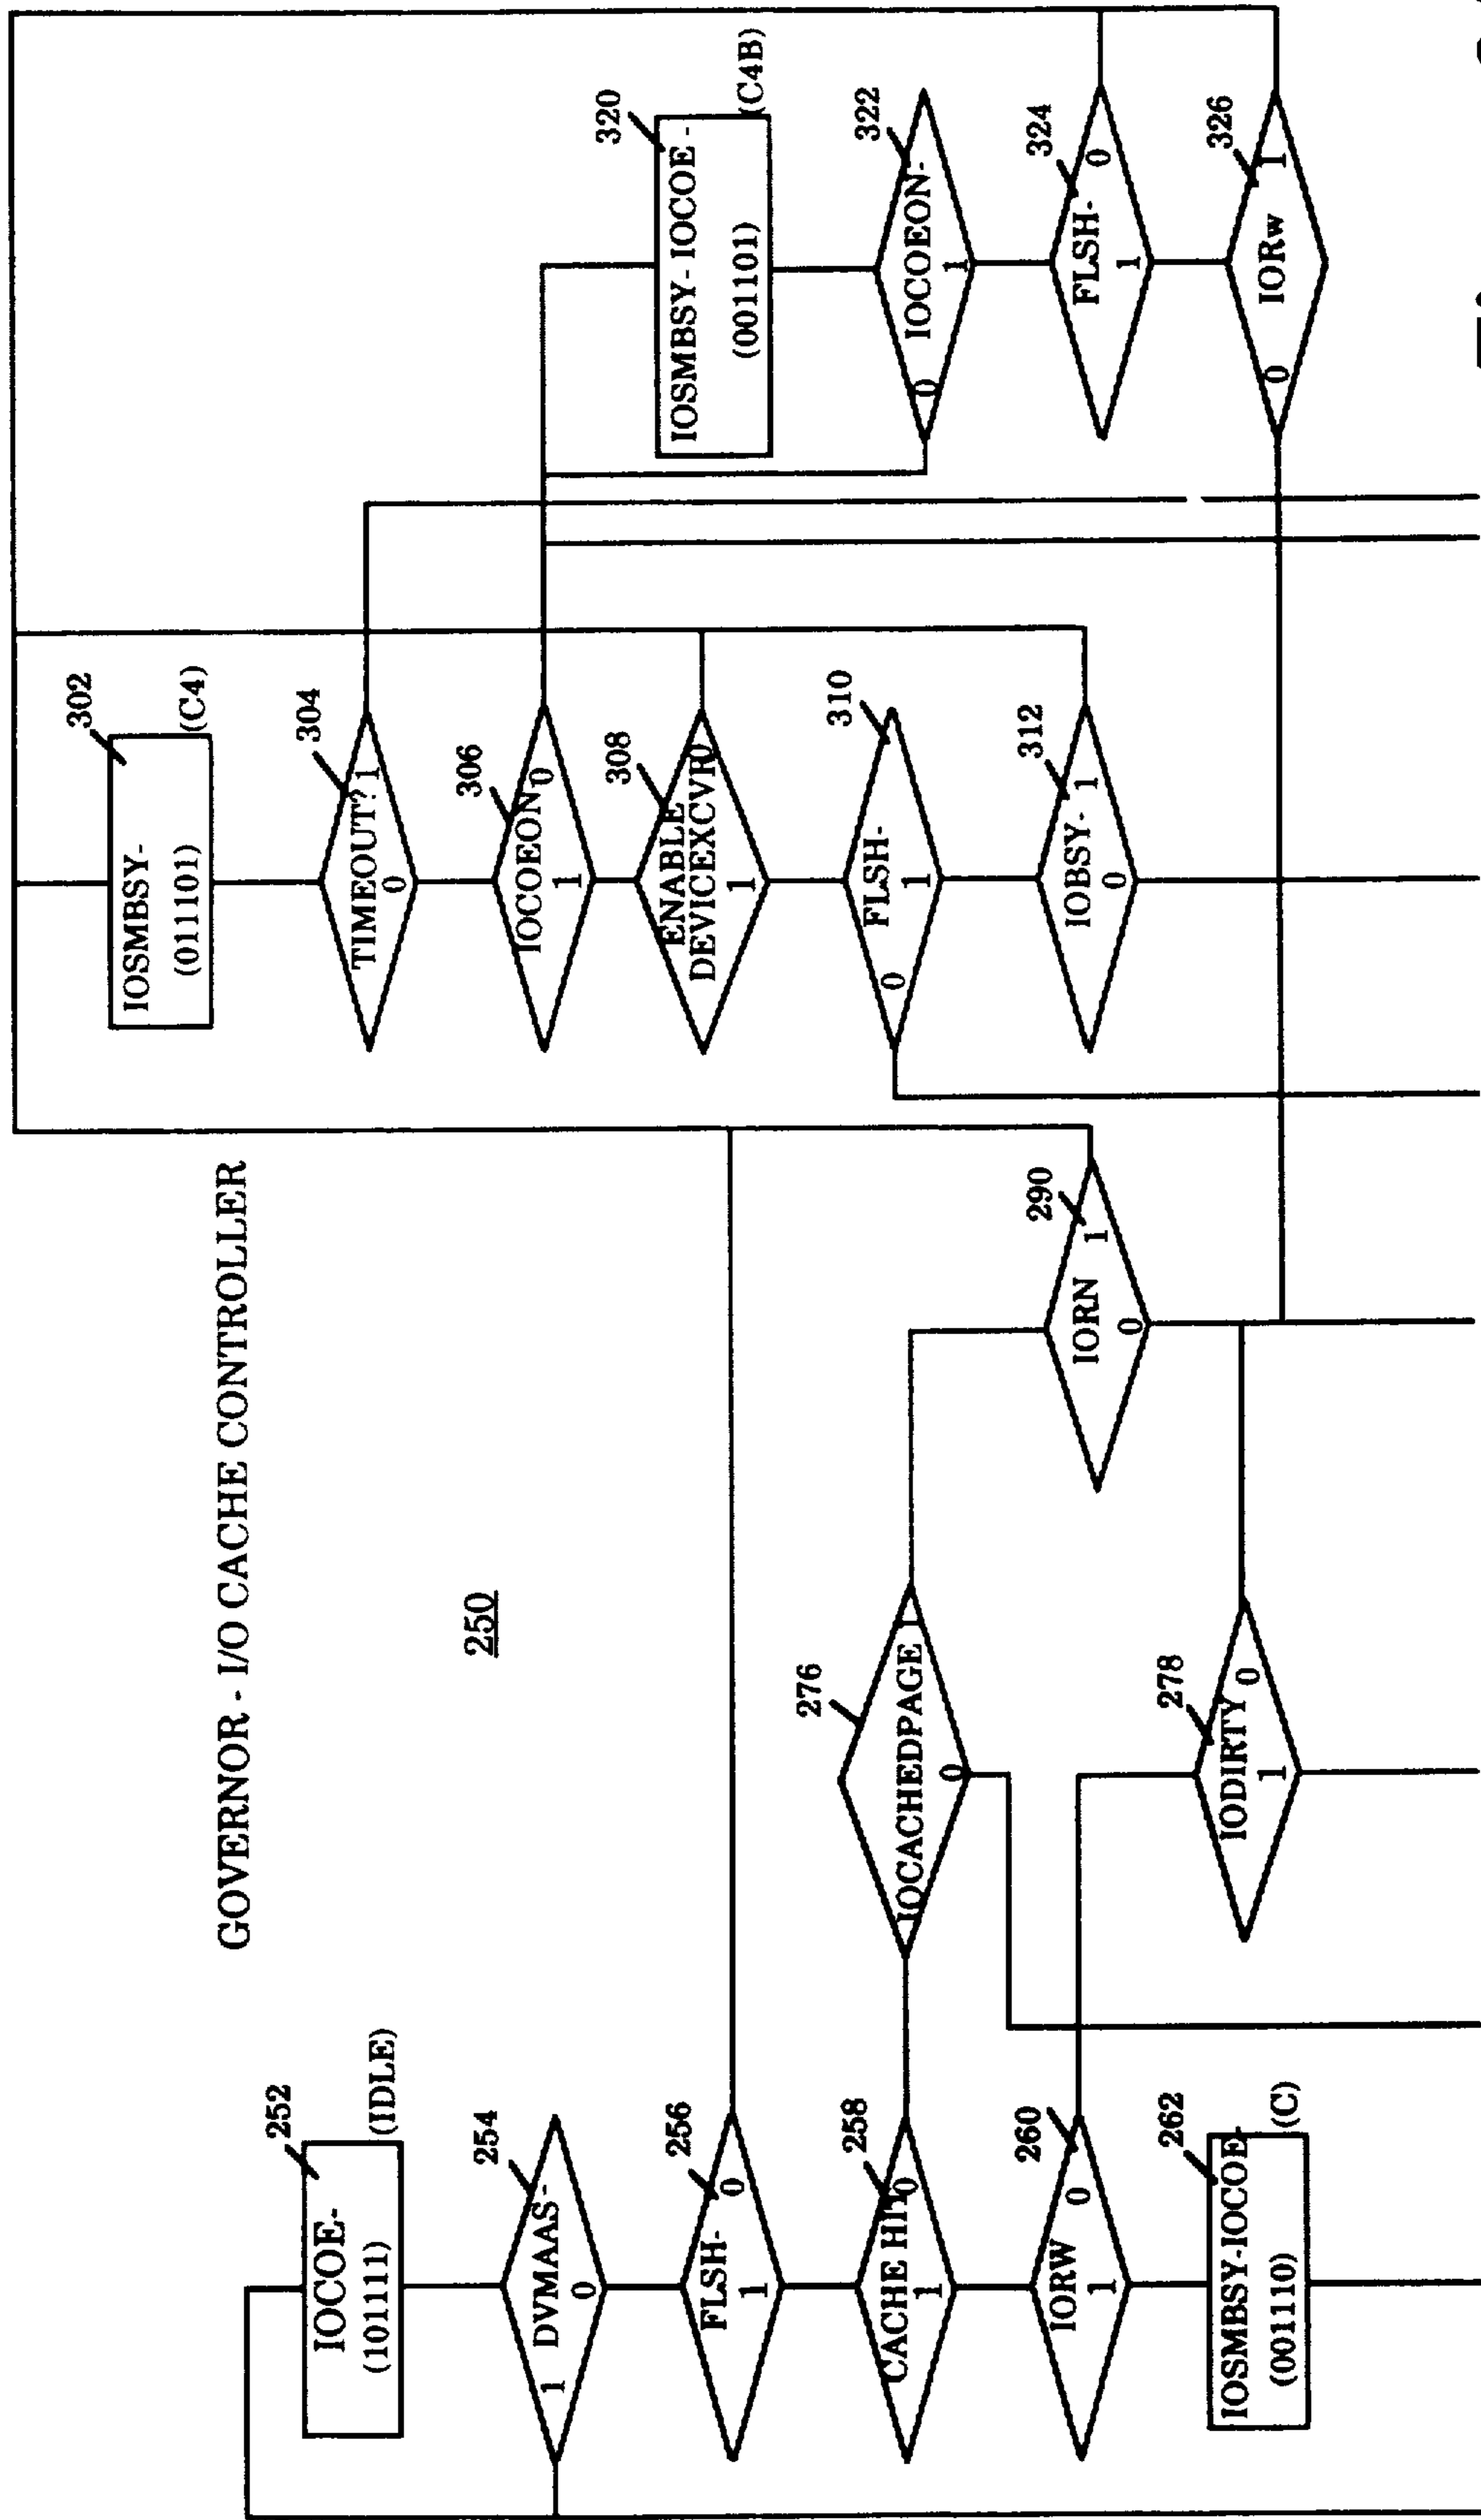 GOVERNOR - I/O CACHE CONTROLLER
250
252
IOCOE-
(101111)
(IDLE)
254
1 DVMAAS-
0
256
FLSH- 0
1
258
CACHE HIT 0
1
260
IORW 0
1
262
IOSMBSY-IOCOE-
(001110)
(C)
276
IOCACHEDPAGE 1
0
278
IODIRTY 0
1
290
IORN 1
0
302
IOSMBSY-
(011101)
(C4)
304
TIMEOUT? 1
0
306
IOCOEON 0
1
308
ENABLE
DEVICEXCVR 0
1
310
0 FLSH-
1
312
IOBSY- 1
0
320
IOSMBSY-IOCOE -
(001101)
(C4B)
322
0 IOCOEON-
1
324
FLSH- 0
1
326
0 IORw 1